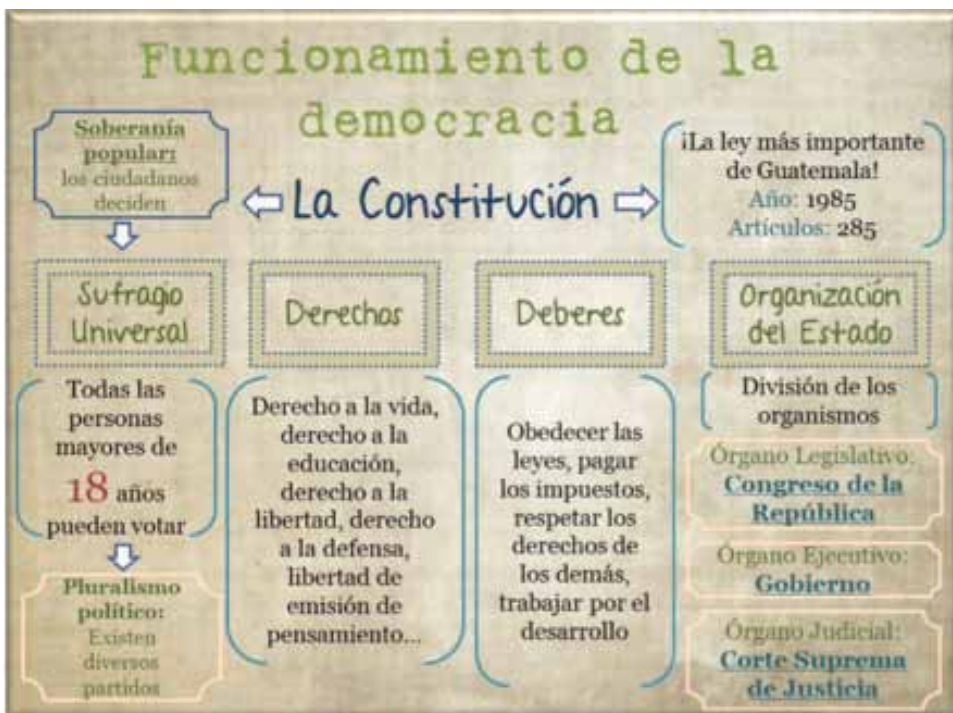 Funcionamiento de la
democracia
Soberanía
popular:
los ciudadanos
deciden
La Constitución
¡La ley más importante
de Guatemala!
Año: 1985
Artículos: 285
Sufragio
Universal
Todas las
personas
mayores de
18 años
pueden votar
Pluralismo
político:
Existen
diversos
partidos
Derechos
Derecho a la vida,
derecho a la
educación,
derecho a la
libertad, derecho
a la defensa,
libertad de
emisión de
pensamiento...
Deberes
Obedecer las
leyes, pagar
los impuestos,
respetar los
derechos de
los demás,
trabajar por el
desarrollo
Organización
del Estado
División de los
organismos
Órgano Legislativo:
Congreso de la
República
Órgano Ejecutivo:
Gobierno
Órgano Judicial:
Corte Suprema
de Justicia